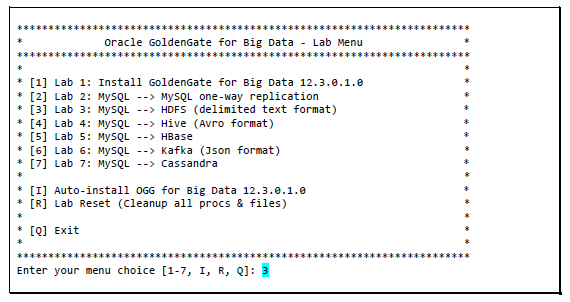 ************************************************************************
* Oracle GoldenGate for Big Data - Lab Menu *
************************************************************************
* *
* [1] Lab 1: Install GoldenGate for Big Data 12.3.0.1.0 *
* [2] Lab 2: MySQL --> MySQL one-way replication *
* [3] Lab 3: MySQL --> HDFS (delimited text format) *
* [4] Lab 4: MySQL --> Hive (Avro format) *
* [5] Lab 5: MySQL --> HBase *
* [6] Lab 6: MySQL --> Kafka (Json format) *
* [7] Lab 7: MySQL --> Cassandra *
* *
* [I] Auto-install OGG for Big Data 12.3.0.1.0 *
* [R] Lab Reset (Cleanup all procs & files) *
* *
* [Q] Exit *
* *
************************************************************************
Enter your menu choice [1-7, I, R, Q]: 3